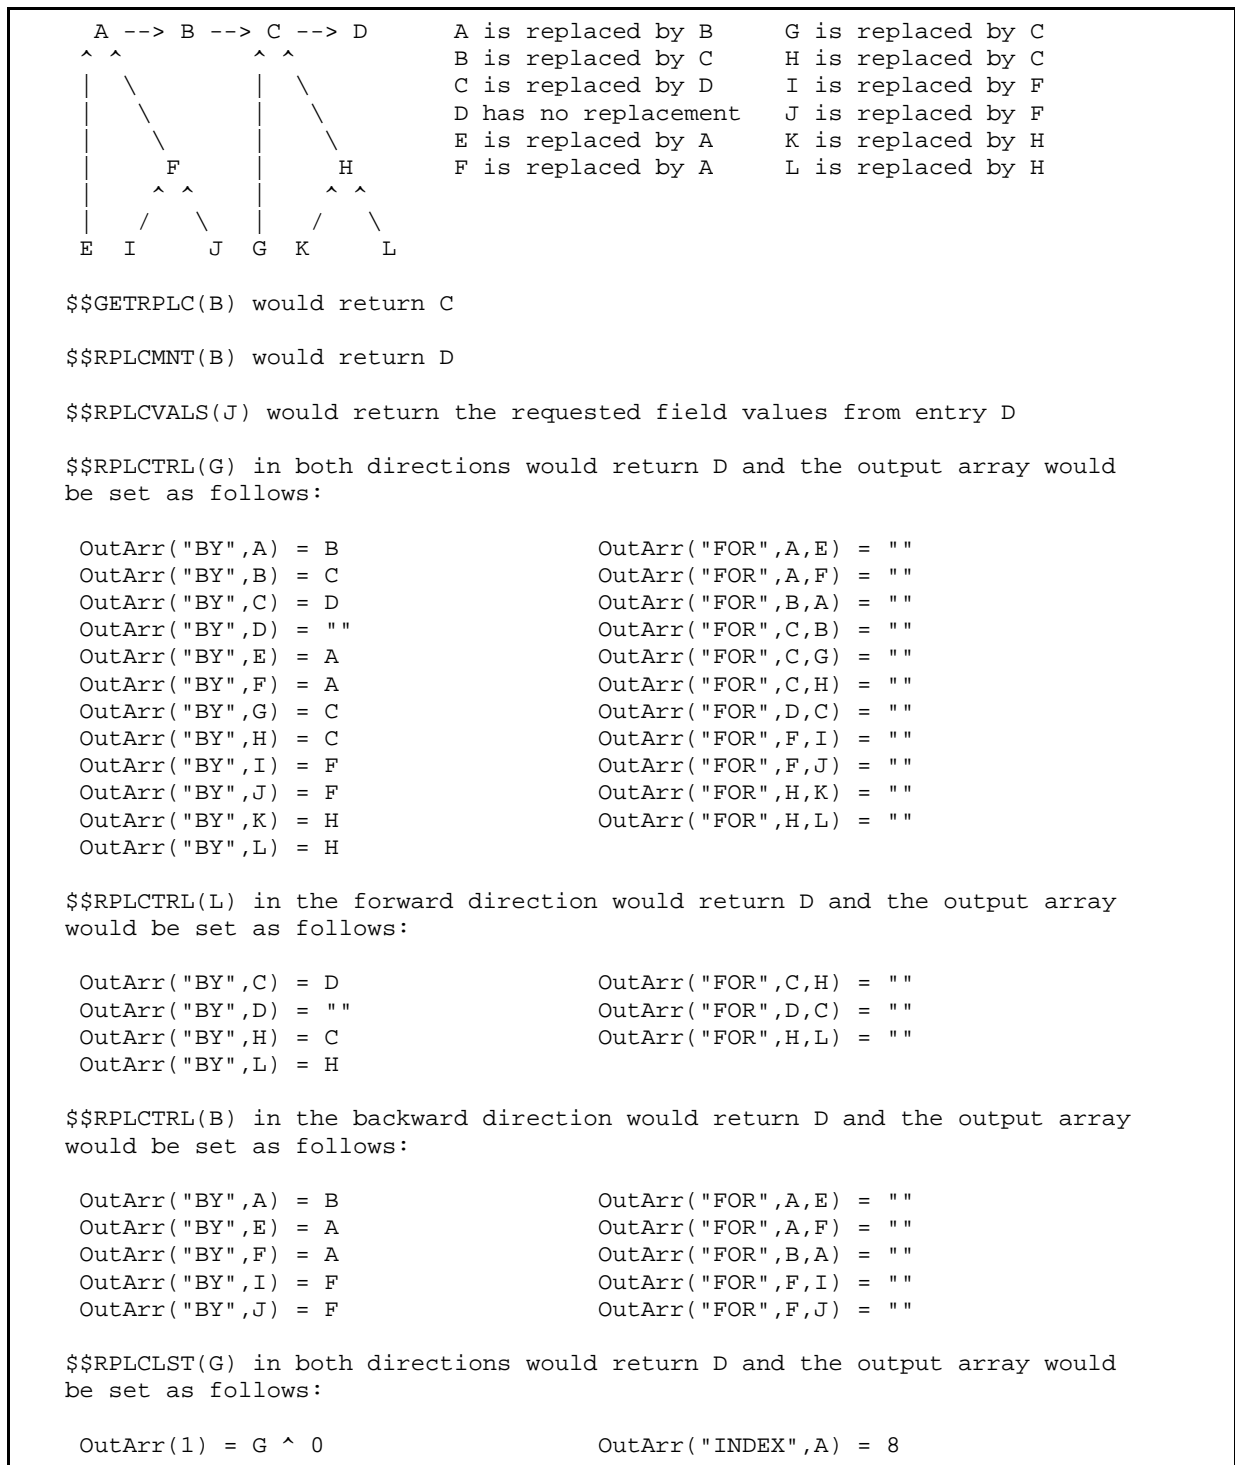 A --> B --> C --> D     A is replaced by B     G is replaced by C
^ ^         ^ ^         B is replaced by C     H is replaced by C
|  \        |  \        C is replaced by D     I is replaced by F
|   \       |   \       D has no replacement   J is replaced by F
|    \      |    \      E is replaced by A     K is replaced by H
|     F     |     H     F is replaced by A     L is replaced by H
|    ^ ^    |    ^ ^
|   /   \   |   /   \
E  I     J  G  K     L
$$GETRPLC(B) would return C
$$RPLCMNT(B) would return D
$$RPLCVALS(J) would return the requested field values from entry D
$$RPLCTRL(G) in both directions would return D and the output array would
be set as follows:
OutArr("BY",A) = B                  OutArr("FOR",A,E) = ""
OutArr("BY",B) = C                  OutArr("FOR",A,F) = ""
OutArr("BY",C) = D                  OutArr("FOR",B,A) = ""
OutArr("BY",D) = ""                 OutArr("FOR",C,B) = ""
OutArr("BY",E) = A                  OutArr("FOR",C,G) = ""
OutArr("BY",F) = A                  OutArr("FOR",C,H) = ""
OutArr("BY",G) = C                  OutArr("FOR",D,C) = ""
OutArr("BY",H) = C                  OutArr("FOR",F,I) = ""
OutArr("BY",I) = F                  OutArr("FOR",F,J) = ""
OutArr("BY",J) = F                  OutArr("FOR",H,K) = ""
OutArr("BY",K) = H                  OutArr("FOR",H,L) = ""
OutArr("BY",L) = H
$$RPLCTRL(L) in the forward direction would return D and the output array
would be set as follows:
OutArr("BY",C) = D                  OutArr("FOR",C,H) = ""
OutArr("BY",D) = ""                 OutArr("FOR",D,C) = ""
OutArr("BY",H) = C                  OutArr("FOR",H,L) = ""
OutArr("BY",L) = H
$$RPLCTRL(B) in the backward direction would return D and the output array
would be set as follows:
OutArr("BY",A) = B                  OutArr("FOR",A,E) = ""
OutArr("BY",E) = A                  OutArr("FOR",A,F) = ""
OutArr("BY",F) = A                  OutArr("FOR",B,A) = ""
OutArr("BY",I) = F                  OutArr("FOR",F,I) = ""
OutArr("BY",J) = F                  OutArr("FOR",F,J) = ""
$$RPLCLST(G) in both directions would return D and the output array would
be set as follows:
OutArr(1) = G ^ 0                   OutArr("INDEX",A) = 8